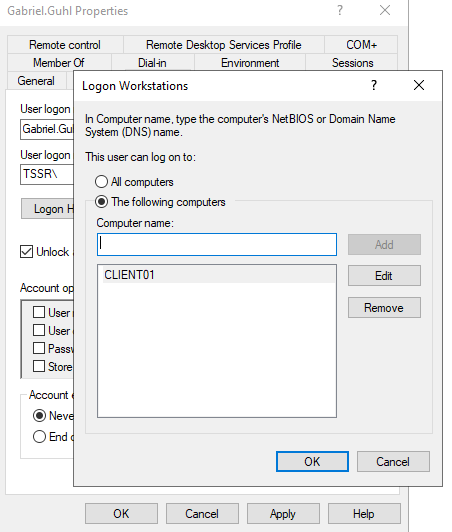 Gabriel.Guhl Properties
Remote control Remote Desktop Services Profile COM+
Member Of Dial-in Environment Sessions
General
User logon
Gabriel.Gu
User logon
TSSR\
Logon H
Unlock
Account op
User
User
Passw
Store
Account e
Never
End o
Logon Workstations
In Computer name, type the computer's NetBIOS or Domain Name
System (DNS) name.
This user can log on to:
All computers
The following computers
Computer name:
Add
CLIENT01
Edit
Remove
OK Cancel
OK Cancel Apply Help